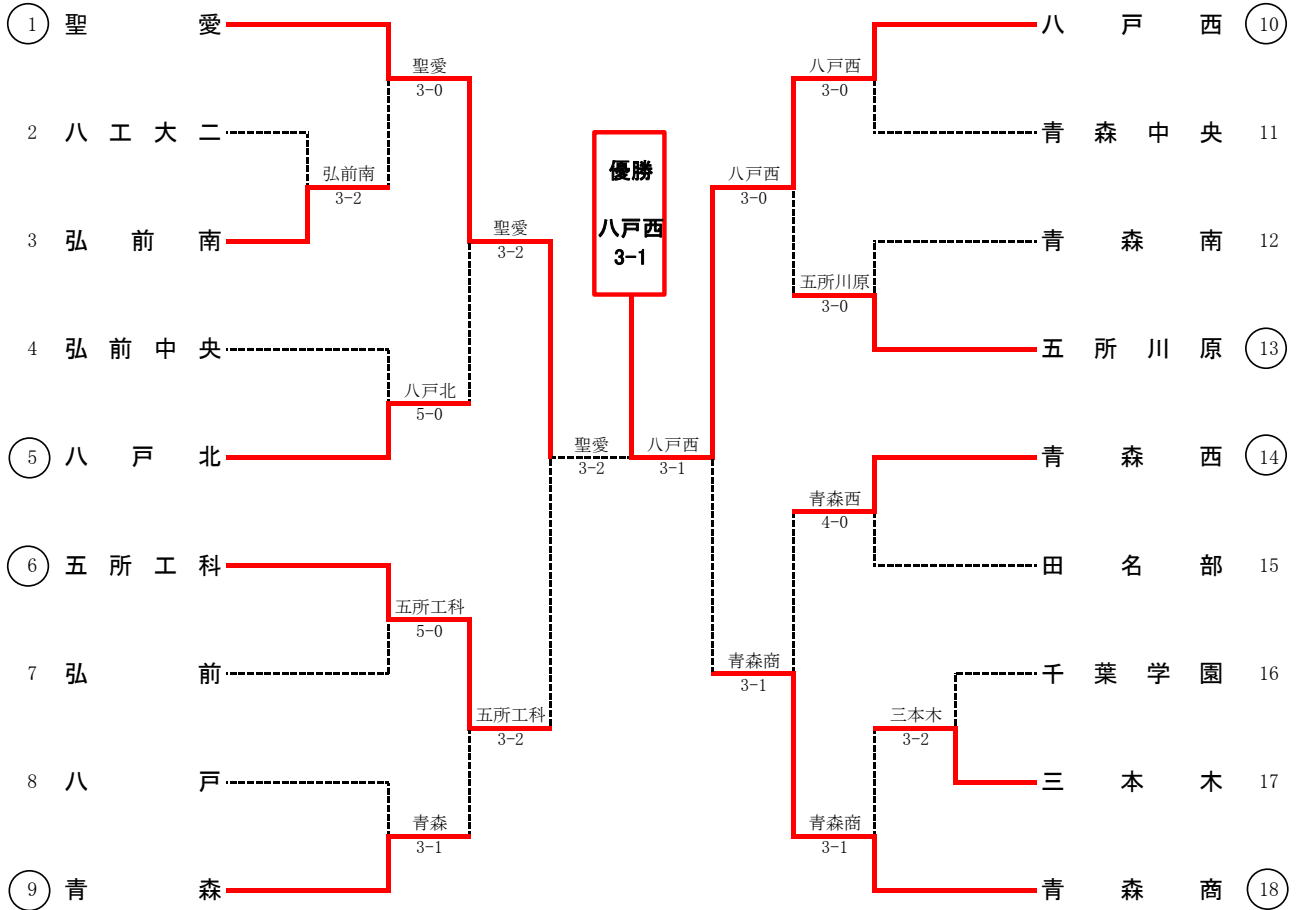 1 聖愛
2 八工大二
3 弘前南
4 弘前中央
5 八戸北
6 五所工科
7 弘前
8 八戸
9 青森
聖愛
3-0
弘前南
3-2
八戸北
5-0
五所工科
5-0
青森
3-1
聖愛
3-2
五所工科
3-2
聖愛
3-2
優勝
八戸西
3-1
八戸西
3-1
八戸西
3-0
青森商
3-1
八戸西
3-0
五所川原
3-0
青森西
4-0
三本木
3-2
青森商
3-1
八戸西 10
青森中央 11
青森南 12
五所川原 13
青森西 14
田名部 15
千葉学園 16
三本木 17
青森商 18